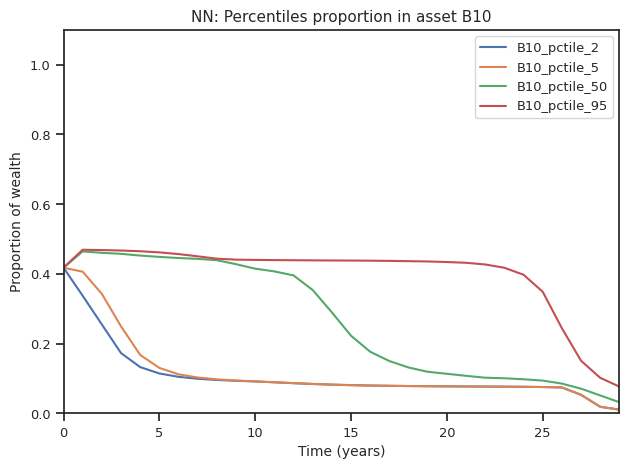 NN: Percentiles proportion in asset B10
B10_pctile_2
B10_pctile_5
B10_pctile_50
B10_pctile_95
Proportion of wealth
1.0
0.8
0.6
0.4
0.2
0.0
0 5 10 15 20 25
Time (years)